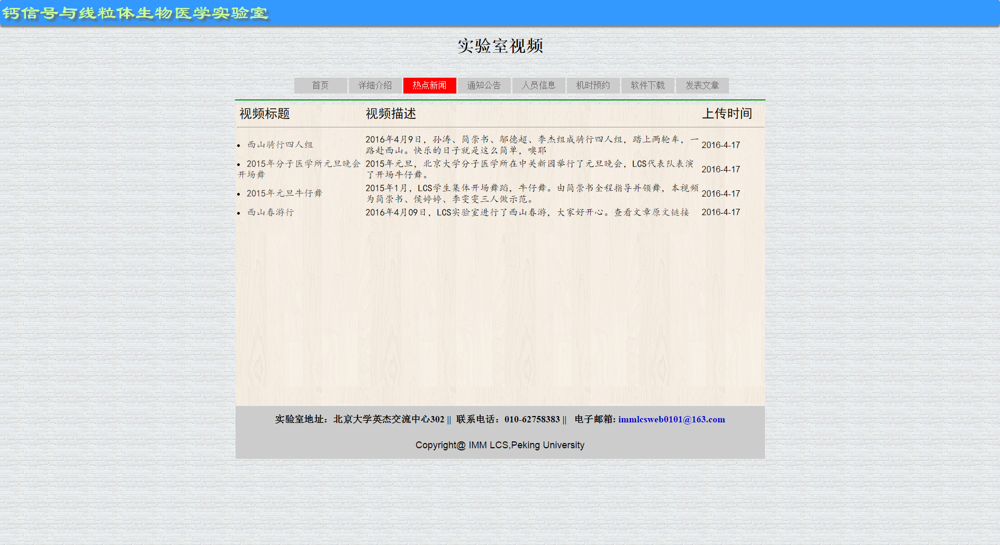 钙信号与线粒体生物医学实验室
实验室视频
首页 详细介绍 热点新闻 通知公告 人员信息 机时预约 软件下载 发表文章
视频标题 视频描述 上传时间
西山骑行四人组
2016年4月9日，孙涛、简崇书、邬德超、李杰组成骑行四人组，踏上两轮车，一
路赴西山。快乐的日子就是这么简单，噢耶
2016-4-17
2015年分子医学所元旦晚会
开场舞
2015年元旦，北京大学分子医学所在中关新园举行了元旦晚会，LCS代表队表演
了开场牛仔舞。
2016-4-17
2015年元旦牛仔舞
2015年1月，LCS学生集体开场舞蹈，牛仔舞。由简崇书全程指导并领舞，本视频
为简崇书、侯婷婷、李雯雯三人做示范。
2016-4-17
西山春游行
2016年4月09日，LCS实验室进行了西山春游，大家好开心。查看文章原文链接
2016-4-17
实验室地址：北京大学英杰交流中心302 || 联系电话：010-62758383 || 电子邮箱: immlcsweb0101@163.com
Copyright@ IMM LCS,Peking University